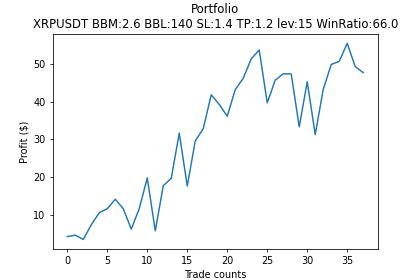 Portfolio
XRPUSDT BBM:2.6 BBL:140 SL:1.4 TP:1.2 lev:15 WinRatio:66.0
50
40
30
20
10
Profit ($)
0 5 10 15 20 25 30 35
Trade counts